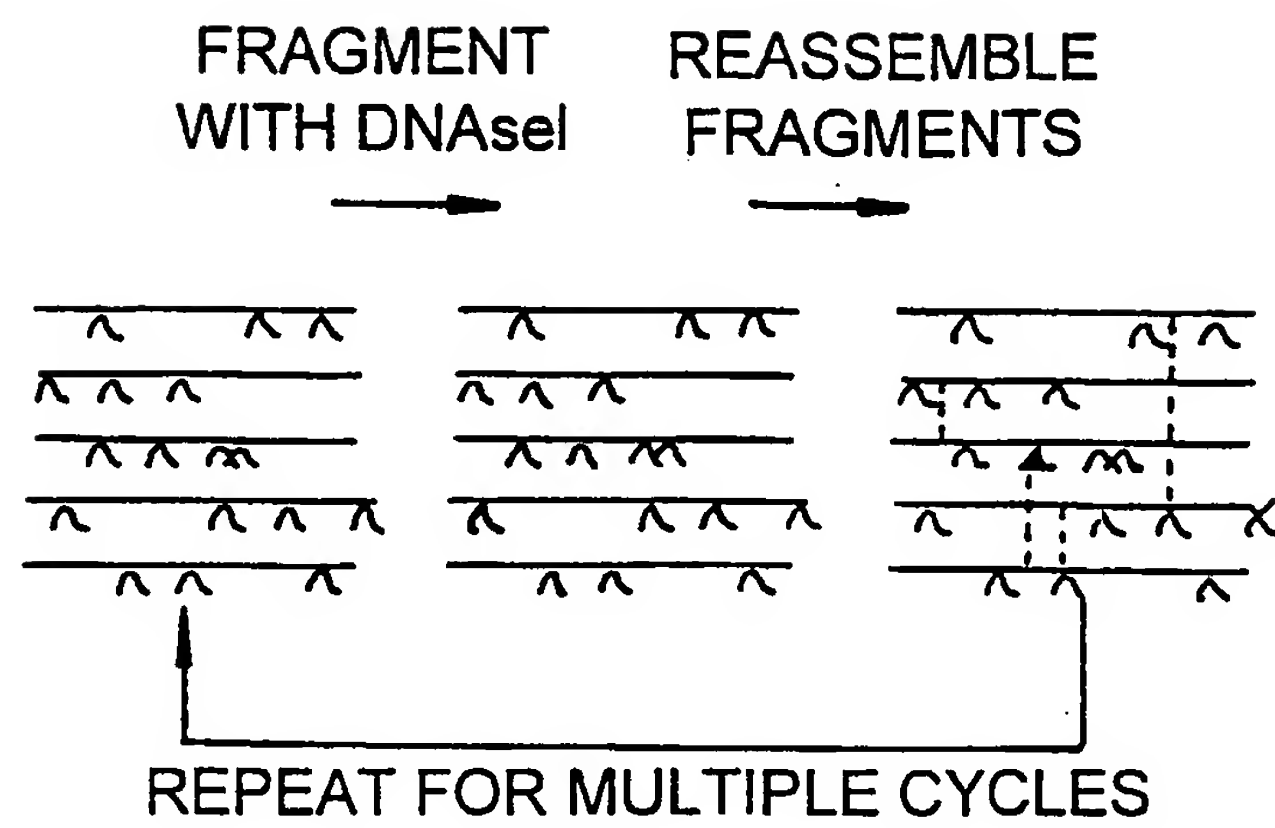 FRAGMENT
WITH DNAseI
REASSEMBLE
FRAGMENTS
REPEAT FOR MULTIPLE CYCLES